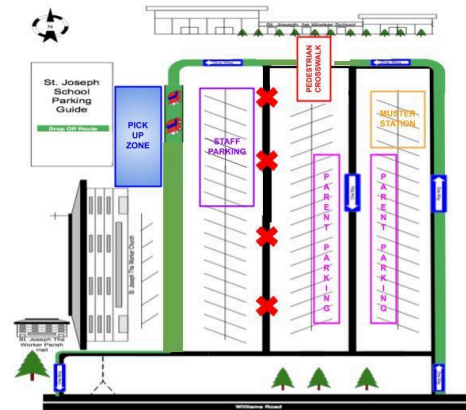 N
St. Joseph the Worker School
One Way
One Way
St. Joseph
School
Parking
Guide
Drop Off Route
PICK
UP
ZONE
STAFF
PARKING
PEDESTRIAN
CROSSWALK
MUSTER
STATION
PARENT PARKING
PARENT PARKING
St. Joseph The Worker Church
St. Joseph The
Worker Parish
Hall
Williams Road